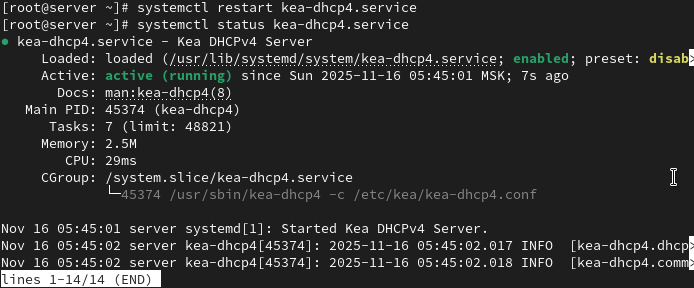 [root@server ~]# systemctl restart kea-dhcp4.service
[root@server ~]# systemctl status kea-dhcp4.service
● kea-dhcp4.service - Kea DHCPv4 Server
     Loaded: loaded (/usr/lib/systemd/system/kea-dhcp4.service; enabled; preset: disab>
     Active: active (running) since Sun 2025-11-16 05:45:01 MSK; 7s ago
       Docs: man:kea-dhcp4(8)
   Main PID: 45374 (kea-dhcp4)
      Tasks: 7 (limit: 48821)
     Memory: 2.5M
        CPU: 29ms
     CGroup: /system.slice/kea-dhcp4.service
             └─45374 /usr/sbin/kea-dhcp4 -c /etc/kea/kea-dhcp4.conf
Nov 16 05:45:01 server systemd[1]: Started Kea DHCPv4 Server.
Nov 16 05:45:02 server kea-dhcp4[45374]: 2025-11-16 05:45:02.017 INFO  [kea-dhcp4.dhcp>
Nov 16 05:45:02 server kea-dhcp4[45374]: 2025-11-16 05:45:02.018 INFO  [kea-dhcp4.comm>
lines 1-14/14 (END)